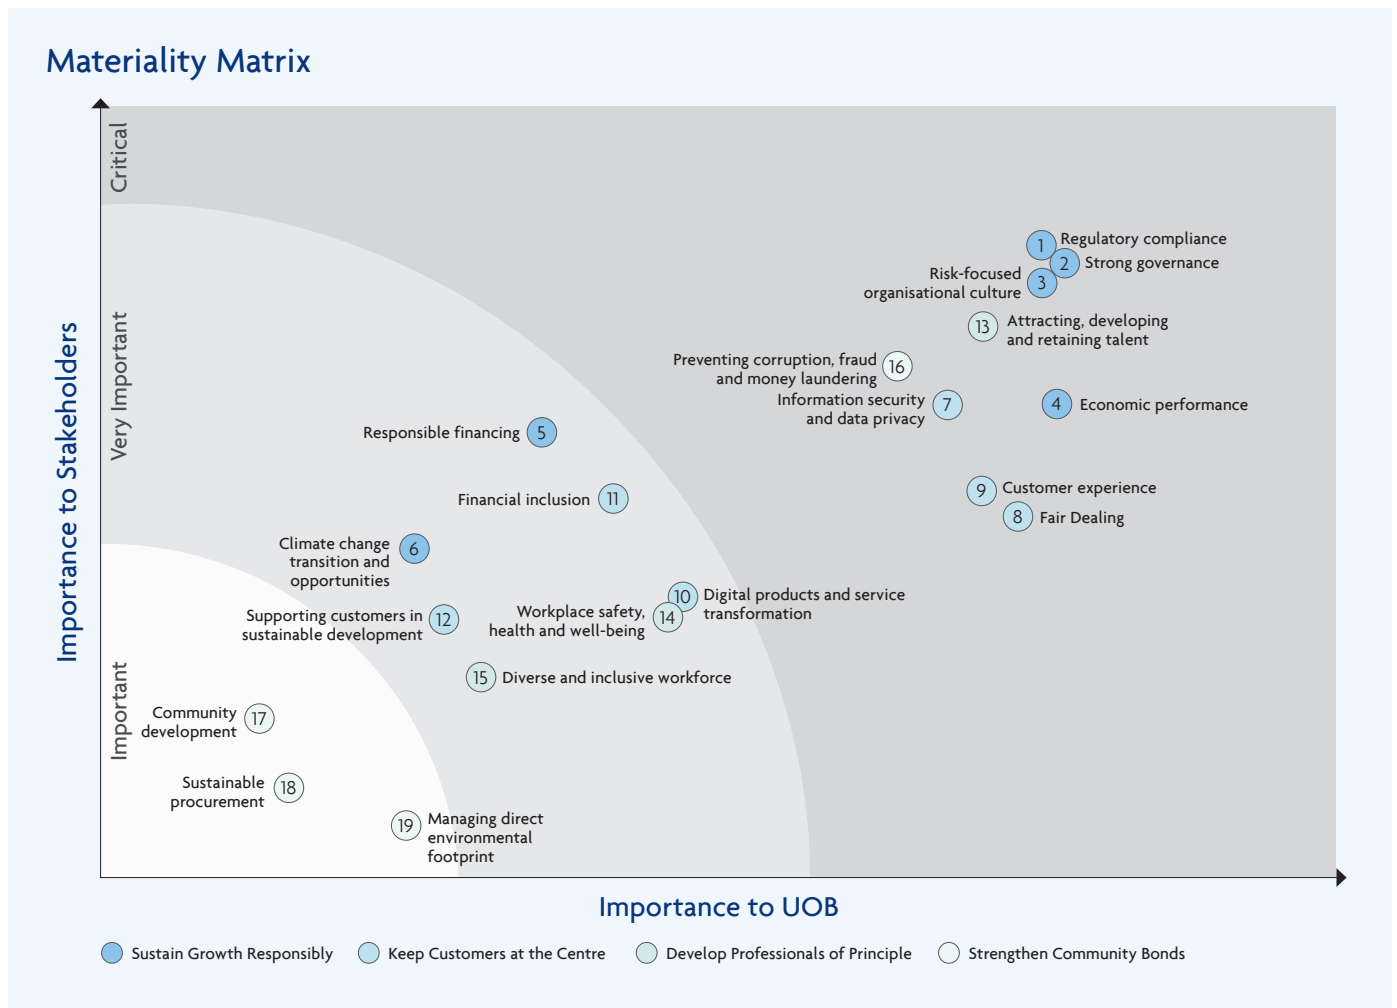 Materiality Matrix
Importance to Stakeholders
Critical
Very Important
Important
1
Regulatory compliance
2
Strong governance
Risk-focused
organisational culture
3
13
Attracting, developing
and retaining talent
Preventing corruption, fraud
and money laundering
16
Information security
and data privacy
7
4
Economic performance
Responsible financing
5
9
Customer experience
8
Fair Dealing
Financial inclusion
11
Climate change
transition and
opportunities
6
10
Digital products and service
transformation
Supporting customers in
sustainable development
12
Workplace safety,
health and well-being
14
15
Diverse and inclusive workforce
Community
development
17
Sustainable
procurement
18
19
Managing direct
environmental
footprint
Importance to UOB
Sustain Growth Responsibly
Keep Customers at the Centre
Develop Professionals of Principle
Strengthen Community Bonds